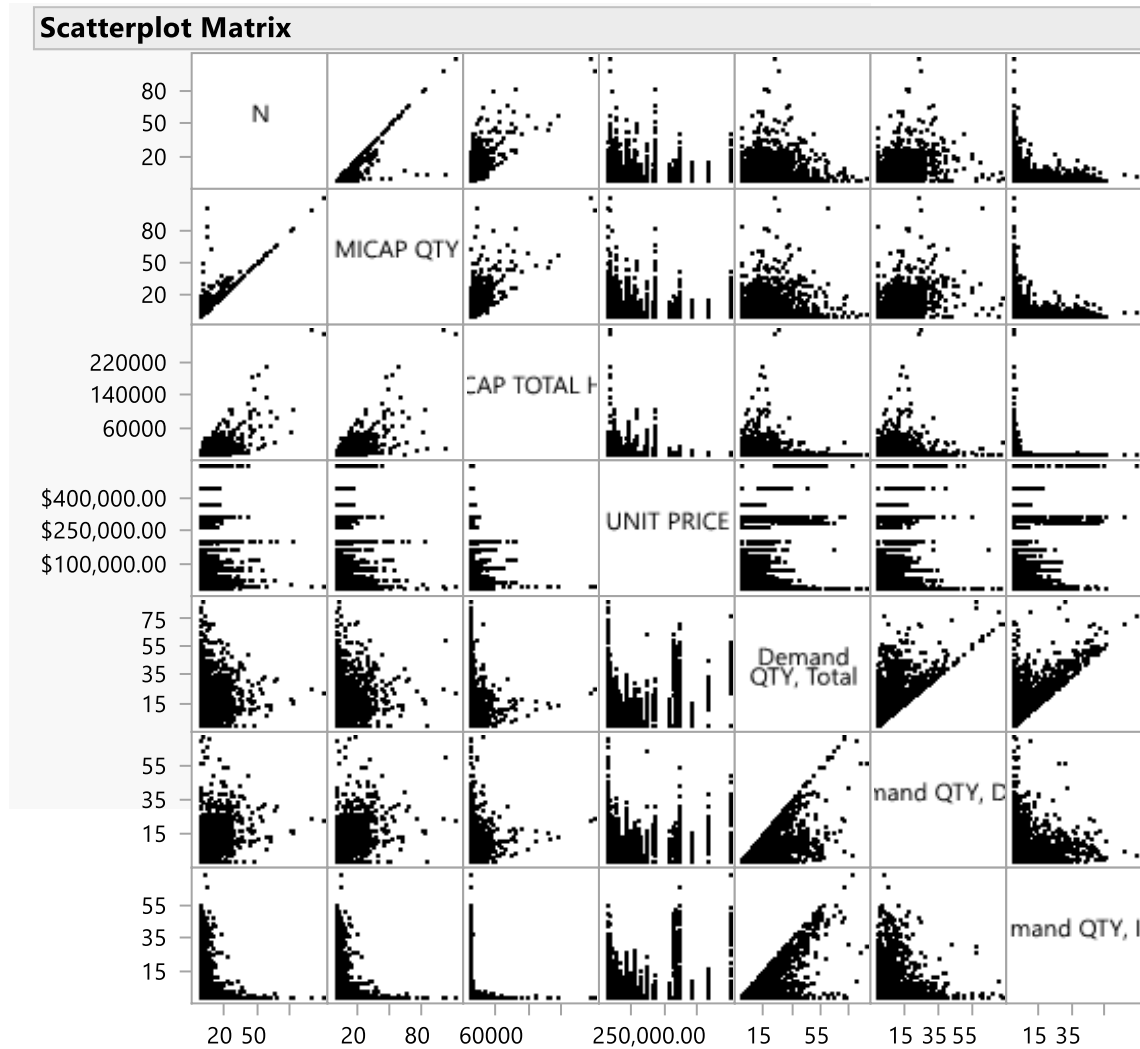 Scatterplot Matrix
80
50
20
N
80
50
20
MICAP QTY
220000
140000
60000
CAP TOTAL H
$400,000.00
$250,000.00
$100,000.00
UNIT PRICE
75
55
35
15
Demand
QTY, Total
55
35
15
mand QTY, D
55
35
15
mand QTY, I
20 50 20 80 60000 250,000.00 15 55 15 35 55 15 35